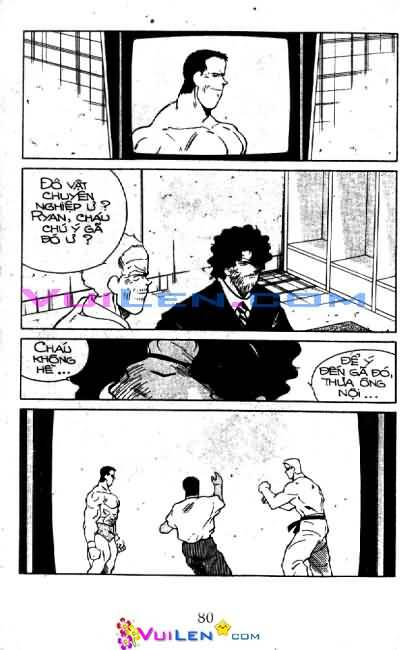 ĐÔ VẬT
CHUYÊN
NGHIỆP Ư ?
RYAN, CHÁU
CHÚ Ý GÃ
ĐÓ Ư ?
VUILEN.COM
CHÁU
KHÔNG
HỀ ...
ĐỂ Ý
ĐẾN GÃ ĐÓ,
THƯA ÔNG
NỘI ...
80
VUILEN.COM